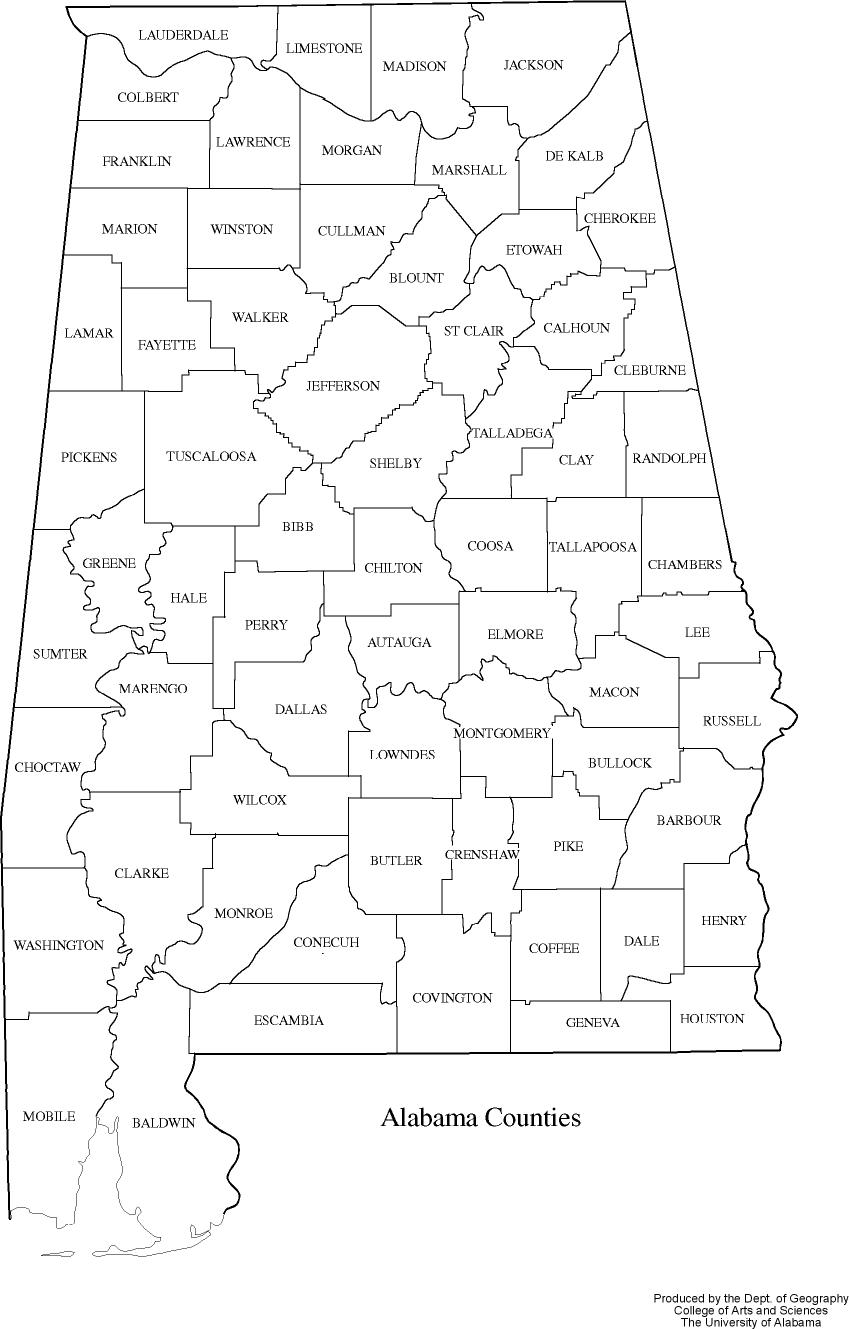 LAUDERDALE
LIMESTONE
MADISON
JACKSON
COLBERT
LAWRENCE
MORGAN
FRANKLIN
MARSHALL
DE KALB
MARION
WINSTON
CULLMAN
CHEROKEE
ETOWAH
BLOUNT
LAMAR
FAYETTE
WALKER
ST CLAIR
CALHOUN
CLEBURNE
JEFFERSON
PICKENS
TUSCALOOSA
SHELBY
TALLADEGA
CLAY
RANDOLPH
BIBB
GREENE
HALE
CHILTON
COOSA
TALLAPOOSA
CHAMBERS
PERRY
AUTAUGA
ELMORE
LEE
SUMTER
MARENGO
DALLAS
MACON
RUSSELL
MONTGOMERY
LOWNDES
BULLOCK
CHOCTAW
WILCOX
BARBOUR
CLARKE
BUTLER
CRENSHAW
PIKE
MONROE
CONECUH
HENRY
WASHINGTON
COFFEE
DALE
COVINGTON
ESCAMBIA
GENEVA
HOUSTON
MOBILE
BALDWIN
Alabama Counties
Produced by the Dept. of Geography
College of Arts and Sciences
The University of Alabama